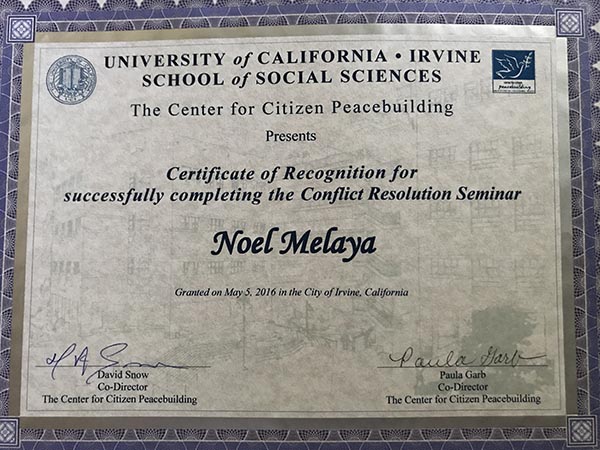 UNIVERSITY of CALIFORNIA • IRVINE
SCHOOL of SOCIAL SCIENCES
The Center for Citizen Peacebuilding
Presents
Certificate of Recognition for
successfully completing the Conflict Resolution Seminar
Noel Melaya
Granted on May 5, 2016 in the City of Irvine, California
David Snow
Co-Director
The Center for Citizen Peacebuilding
Paula Garb
Paula Garb
Co-Director
The Center for Citizen Peacebuilding